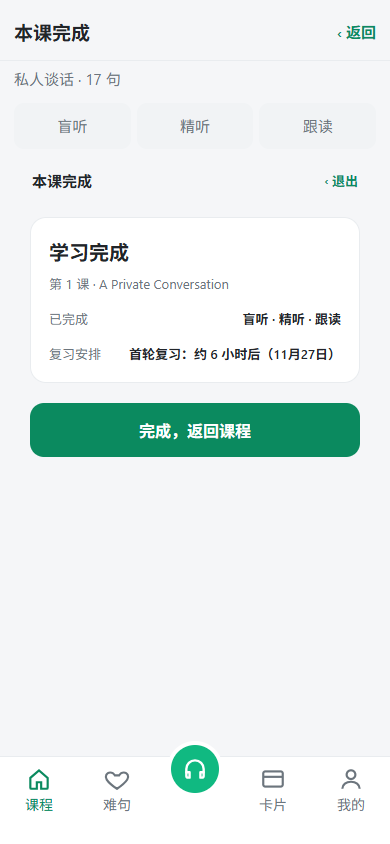 本课完成 ‹ 返回
私人谈话 · 17 句
盲听 精听 跟读
本课完成 ‹ 退出
学习完成
第 1 课 · A Private Conversation
已完成 盲听 · 精听 · 跟读
复习安排 首轮复习：约 6 小时后（11月27日）
完成，返回课程
课程 难句 卡片 我的